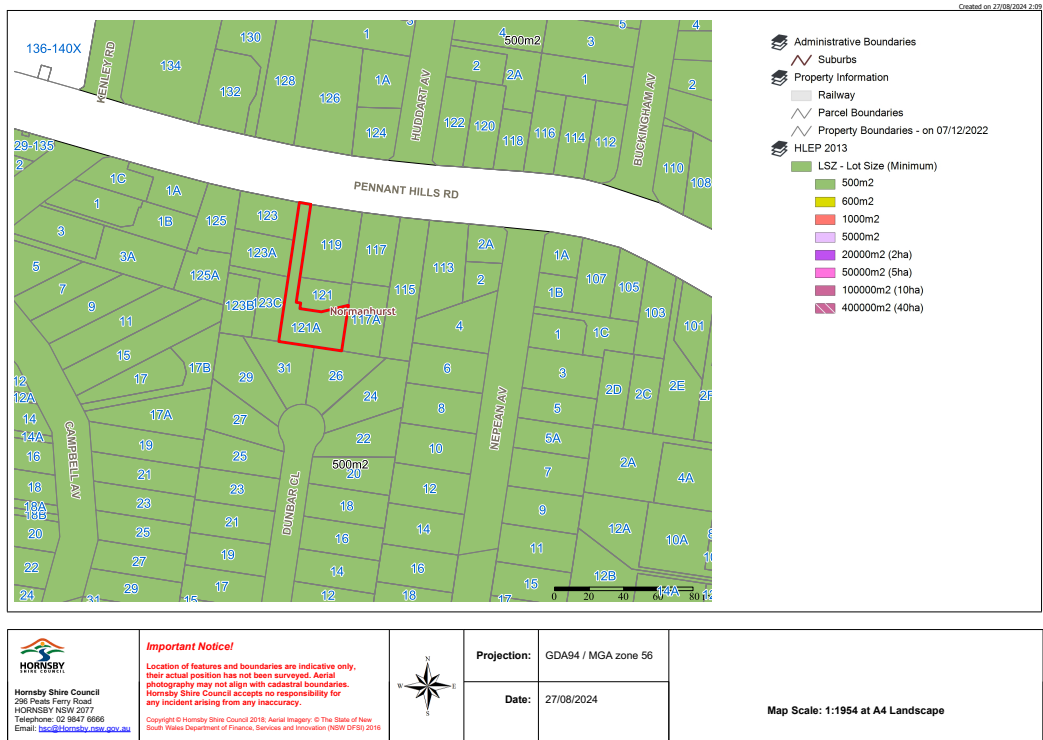 Created on 27/08/2024 2:09
136-140X
KENLEY RD
134
130
132
128
126
1
1A
124
HUDDART AV
4
500m2
5
3
2
2A
1
122
120
118
116
114
112
BUCKINGHAM AV
2
110
108
29-135
2
PENNANT HILLS RD
1C
1A
1
1B
125
123
3
3A
123A
119
117
2A
113
1A
5
125A
2
107
7
123B
123C
121
115
1B
105
9
Normanhurst
117A
103
11
121A
4
1
1C
101
15
17B
31
26
6
3
12
17
29
24
2D
2C
2E
12A
8
5
14
17A
27
NEPEAN AV
14A
CAMPBELL AV
19
22
10
5A
2A
16
25
500m2
20
7
4A
18
21
23
12
18A
18B
23
DUNBAR CL
18
9
20
21
14
12A
25
16
10A
22
19
11
27
14
16
12B
24
29
17
15
14A
31
15
12
18
17
0 20 40 60 80
Administrative Boundaries
Suburbs
Property Information
Railway
Parcel Boundaries
Property Boundaries - on 07/12/2022
HLEP 2013
LSZ - Lot Size (Minimum)
500m2
600m2
1000m2
5000m2
20000m2 (2ha)
50000m2 (5ha)
100000m2 (10ha)
400000m2 (40ha)
HORNSBY
SHIRE COUNCIL
Hornsby Shire Council
296 Peats Ferry Road
HORNSBY NSW 2077
Telephone: 02 9847 6666
Email: hsc@Hornsby.nsw.gov.au
Important Notice!
Location of features and boundaries are indicative only,
their actual position has not been surveyed. Aerial
photography may not align with cadastral boundaries.
Hornsby Shire Council accepts no responsibility for
any incident arising from any inaccuracy.
Copyright © Hornsby Shire Council 2018; Aerial Imagery: © The State of New
South Wales Department of Finance, Services and Innovation (NSW DFSI) 2016
N
W E
S
Projection: GDA94 / MGA zone 56
Date: 27/08/2024
Map Scale: 1:1954 at A4 Landscape